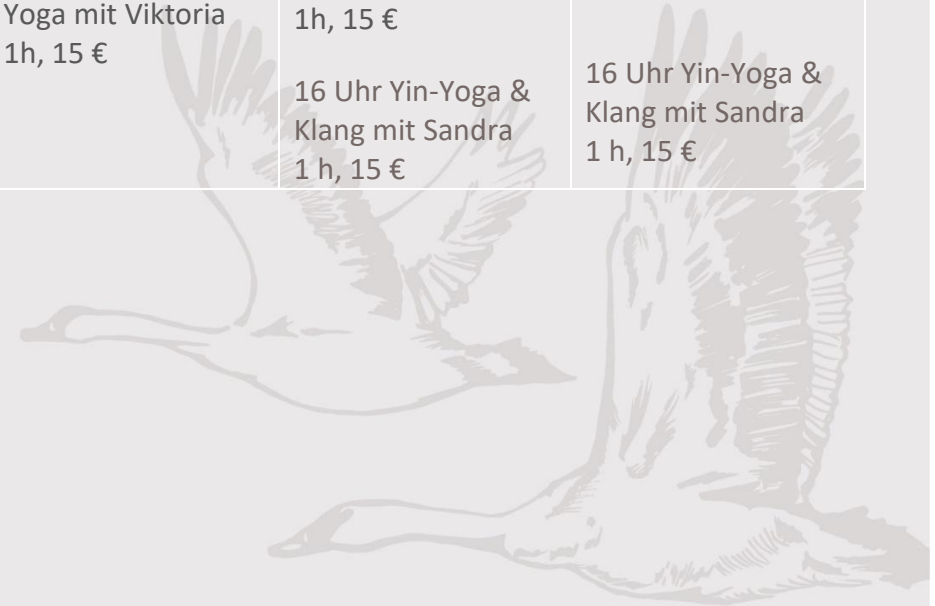 Yoga mit Viktoria
1h, 15 €
1h, 15 €
16 Uhr Yin-Yoga &
Klang mit Sandra
1 h, 15 €
16 Uhr Yin-Yoga &
Klang mit Sandra
1 h, 15 €